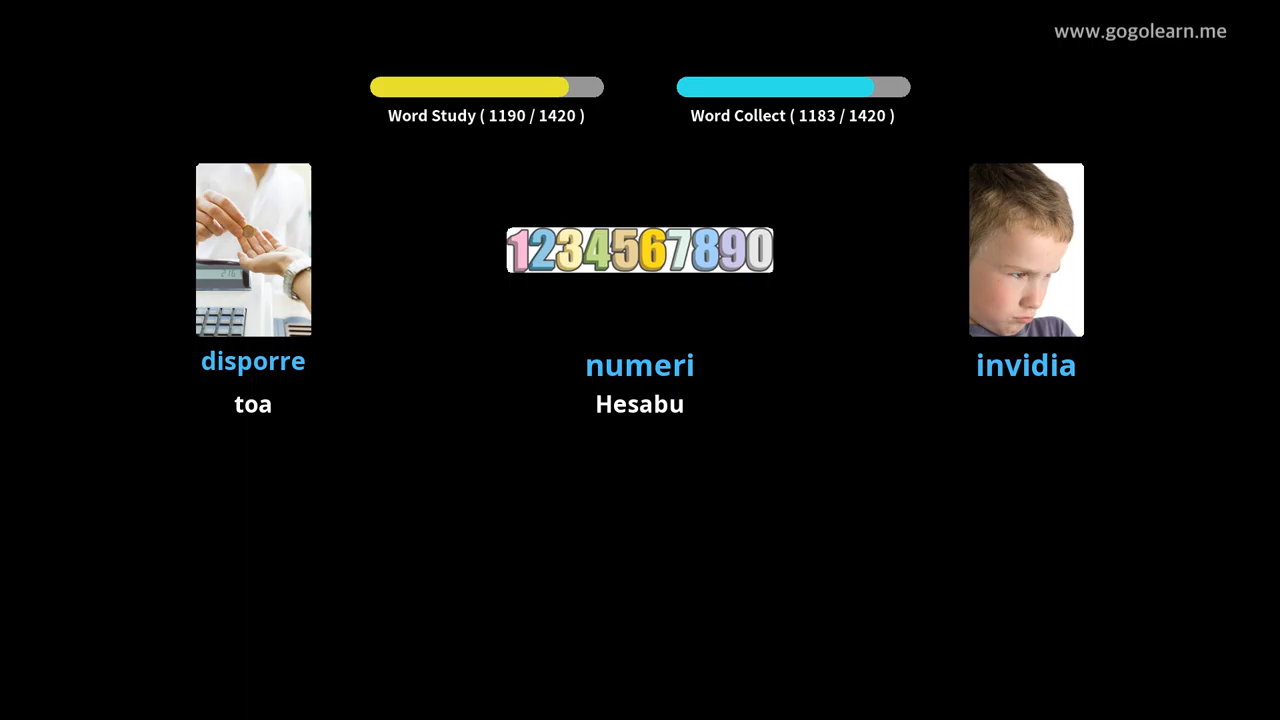 www.gogolearn.me
Word Study ( 1190 / 1420 )
Word Collect ( 1183 / 1420 )
1234567890
disporre
toa
numeri
Hesabu
invidia